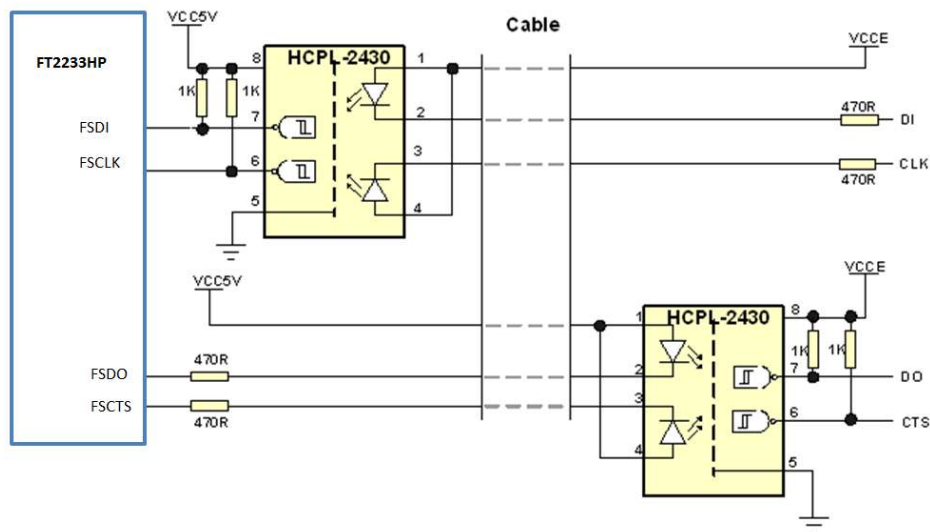 VCC5V
Cable
VCCE
FT2233HP
HCPL-2430
8
1
1K
1K
7
2
470R
DI
FSDI
FSCLK
6
3
CLK
470R
5
4
VCC5V
VCCE
HCPL-2430
1
8
470R
1K
1K
FSDO
2
7
DO
FSCTS
3
6
CTS
470R
4
5